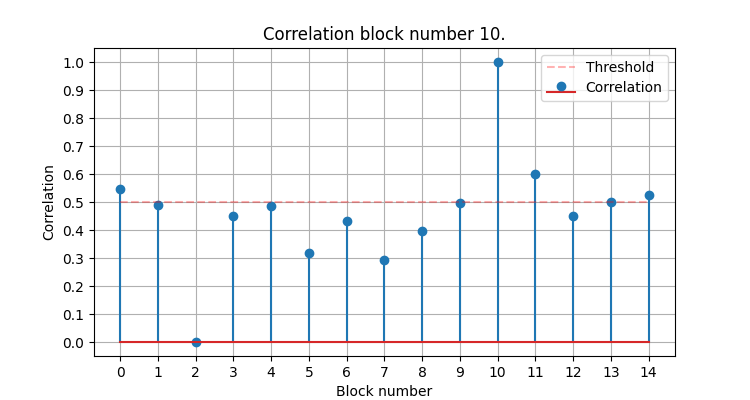 Correlation block number 10.
Threshold
Correlation
Correlation
1.0
0.9
0.8
0.7
0.6
0.5
0.4
0.3
0.2
0.1
0.0
0 1 2 3 4 5 6 7 8 9 10 11 12 13 14
Block number